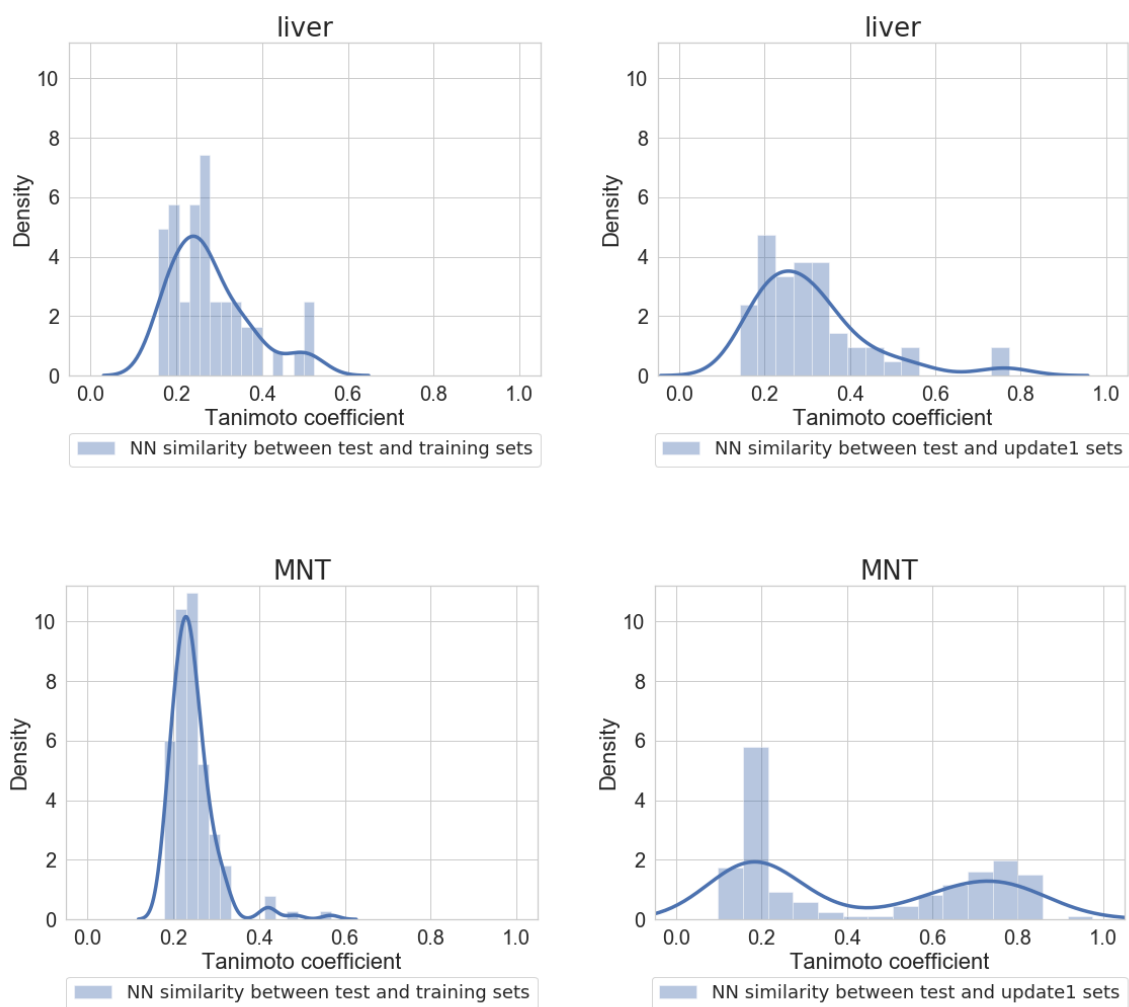 liver
10
8
6
4
2
0
Density
0.0 0.2 0.4 0.6 0.8 1.0
Tanimoto coefficient
NN similarity between test and training sets
liver
10
8
6
4
2
0
Density
0.0 0.2 0.4 0.6 0.8 1.0
Tanimoto coefficient
NN similarity between test and update1 sets
MNT
10
8
6
4
2
0
Density
0.0 0.2 0.4 0.6 0.8 1.0
Tanimoto coefficient
NN similarity between test and training sets
MNT
10
8
6
4
2
0
Density
0.0 0.2 0.4 0.6 0.8 1.0
Tanimoto coefficient
NN similarity between test and update1 sets